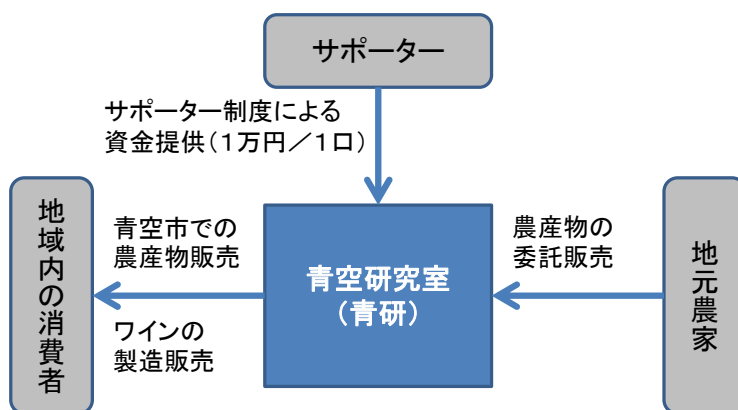 サポーター
サポーター制度による
資金提供(1万円／1口)
地域内の消費者
青空市での
農産物販売
ワインの
製造販売
青空研究室
(青研)
農産物の
委託販売
地元農家